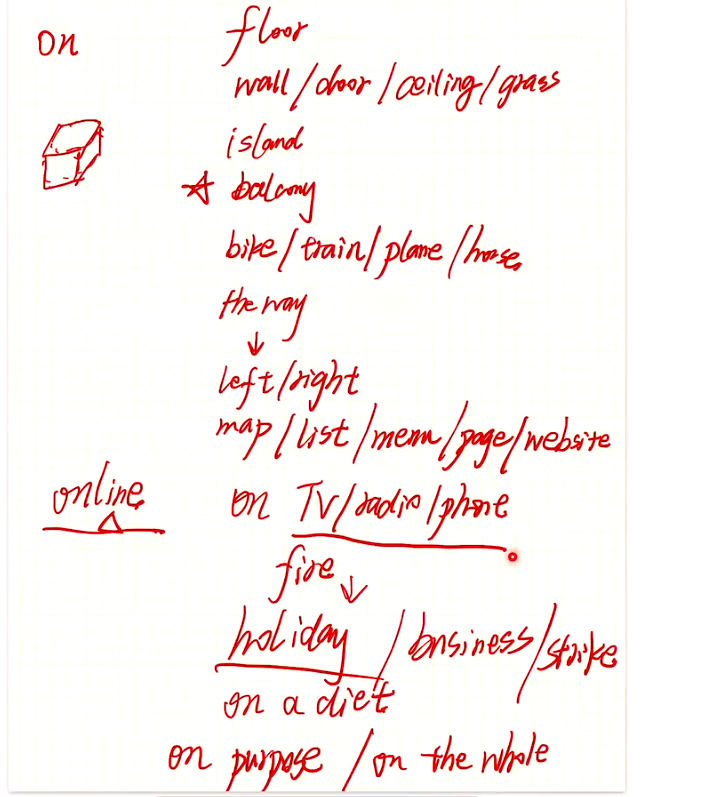 on
floor
wall/door/ceiling/grass
island
balcony
bike/train/plane/horse
the way
left/right
map/list/menu/page/website
online
on TV/radio/phone
fire
holiday/business/strike
on a diet
on purpose/on the whole